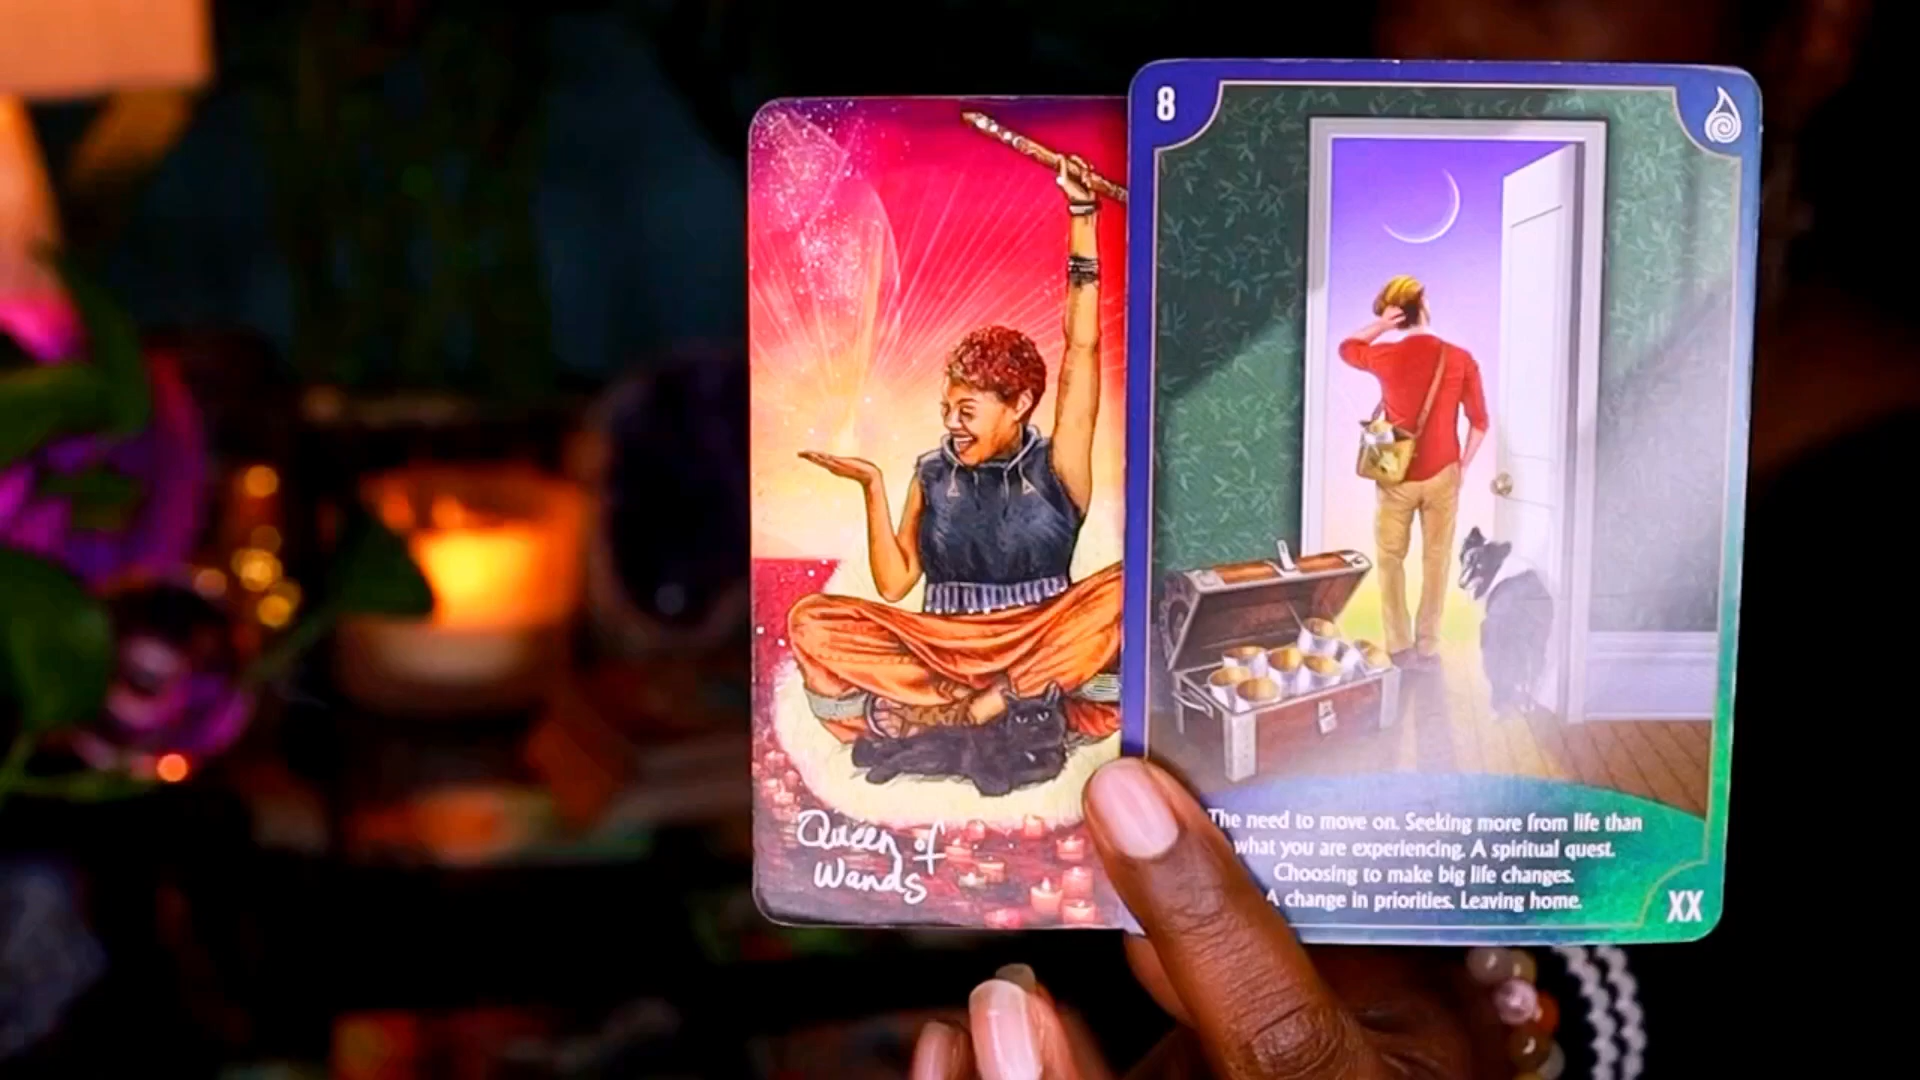 Queen of
Wands
8
The need to move on. Seeking more from life than
what you are experiencing. A spiritual quest.
Choosing to make big life changes.
A change in priorities. Leaving home.
XX